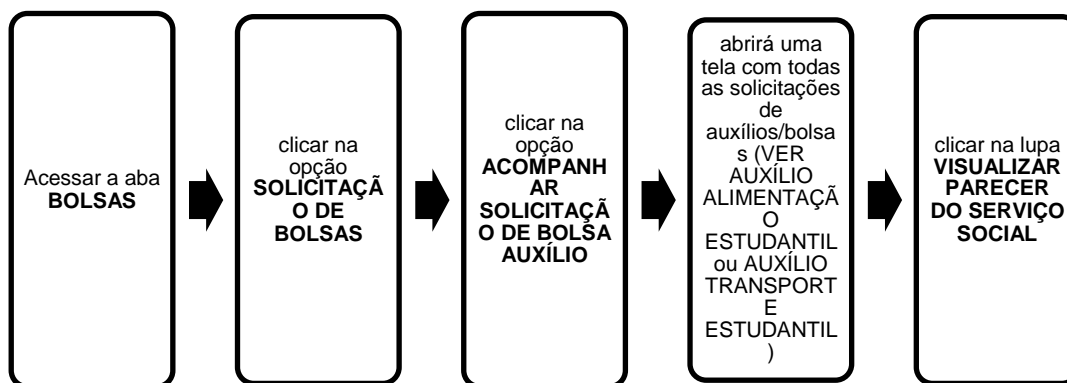 Acessar a aba
BOLSAS
clicar na
opção
SOLICITAÇÃ
O DE
BOLSAS
clicar na
opção
ACOMPANH
AR
SOLICITAÇÃ
O DE BOLSA
AUXÍLIO
abrirá uma
tela com todas
as solicitações
de
auxílios/bolsa
s (VER
AUXÍLIO
ALIMENTAÇÃ
O
ESTUDANTIL
ou AUXÍLIO
TRANSPORT
E
ESTUDANTIL
)
clicar na lupa
VISUALIZAR
PARECER
DO SERVIÇO
SOCIAL